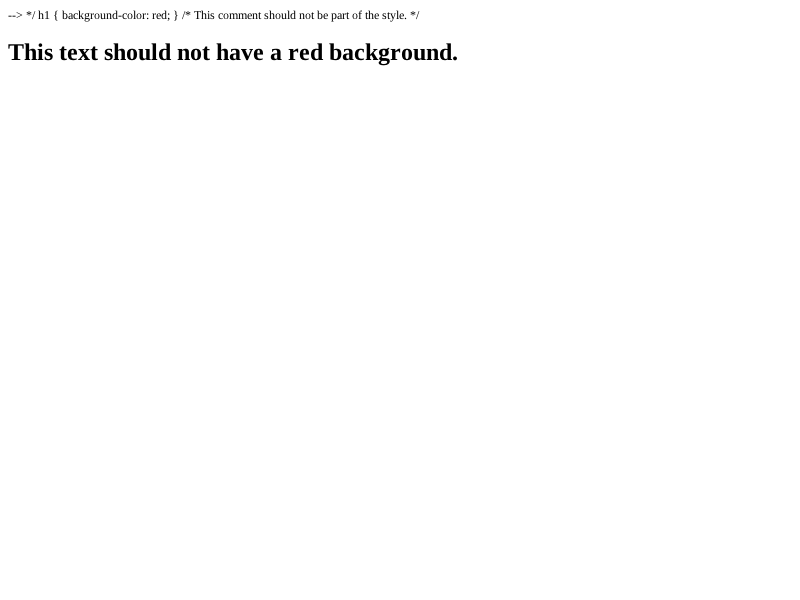 --> */ h1 { background-color: red; } /* This comment should not be part of the style. */
This text should not have a red background.